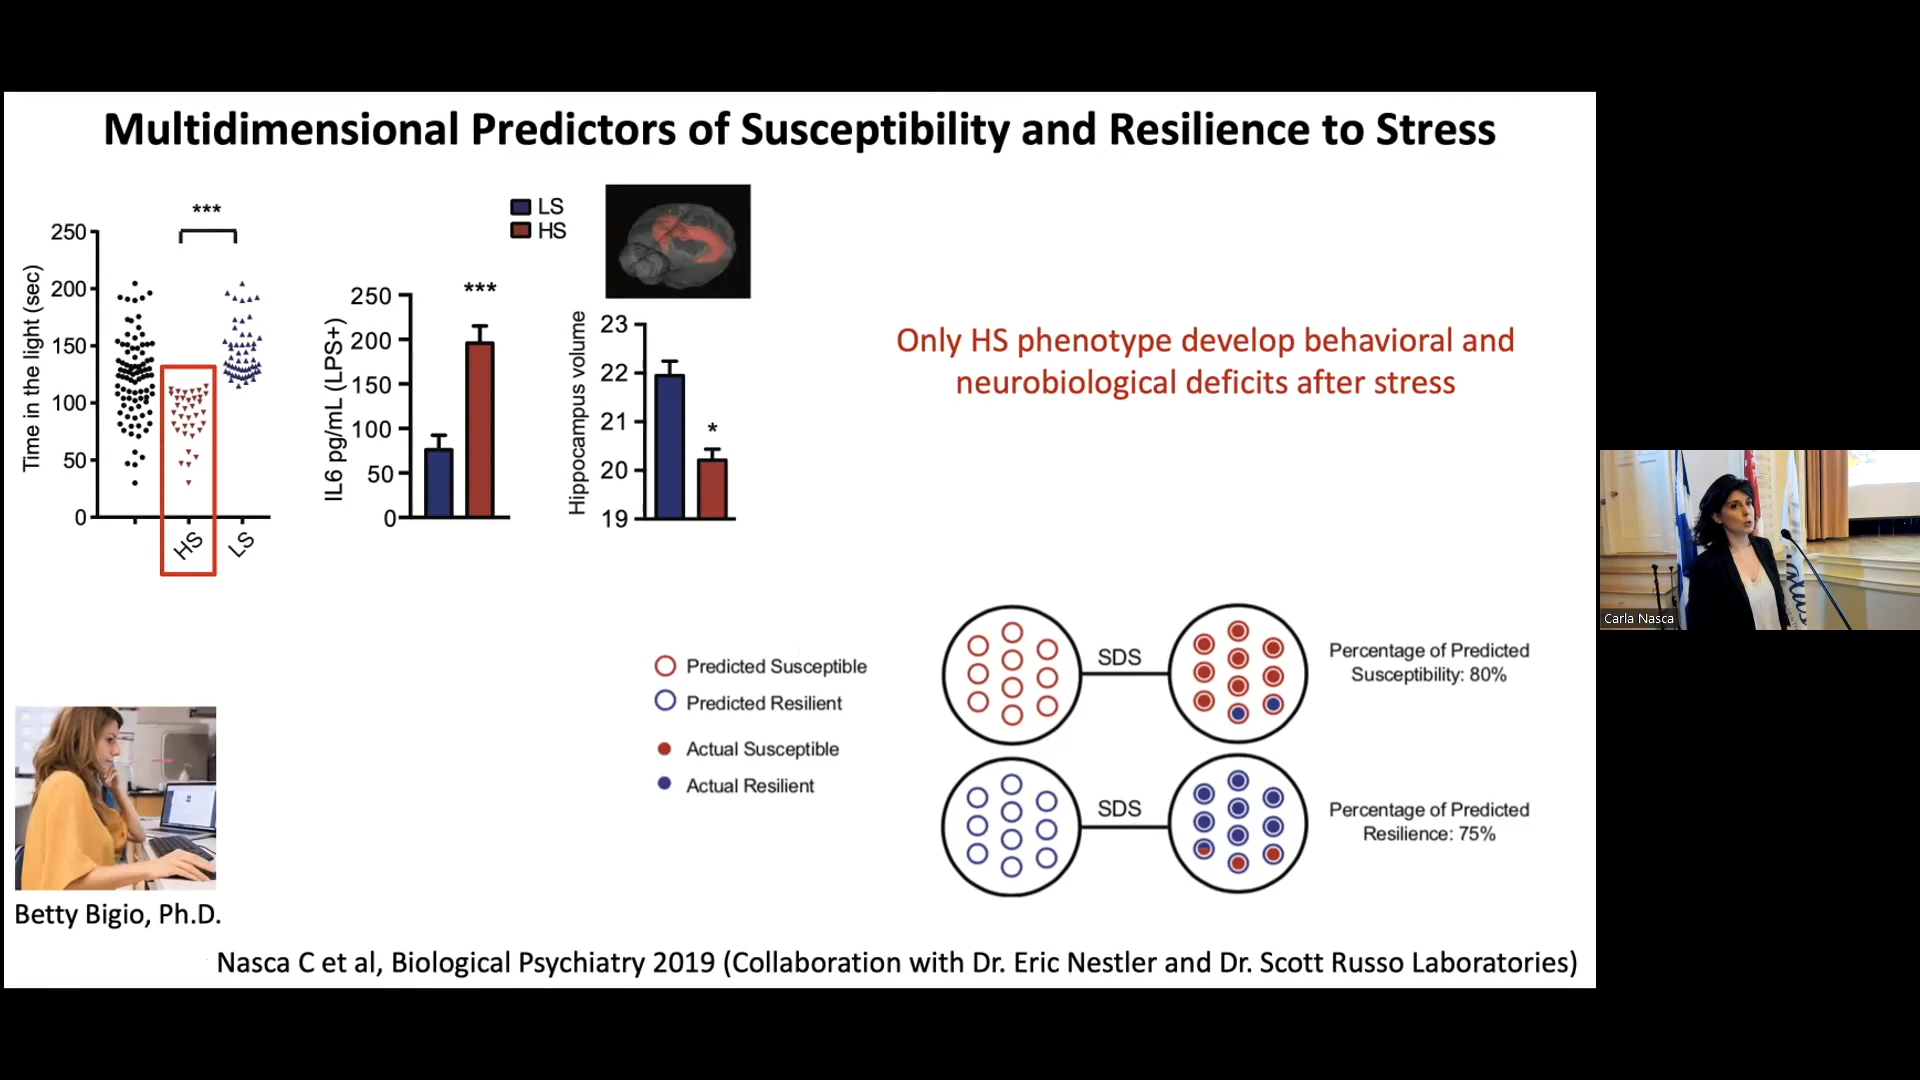 Multidimensional Predictors of Susceptibility and Resilience to Stress
***
250
200
150
100
50
0
Time in the light (sec)
HS
LS
LS
HS
***
250
200
150
100
50
0
IL6 pg/mL (LPS+)
23
22
21
20
19
*
Hippocampus volume
Only HS phenotype develop behavioral and
neurobiological deficits after stress
Predicted Susceptible
Predicted Resilient
Actual Susceptible
Actual Resilient
SDS
Percentage of Predicted
Susceptibility: 80%
SDS
Percentage of Predicted
Resilience: 75%
Betty Bigio, Ph.D.
Nasca C et al, Biological Psychiatry 2019 (Collaboration with Dr. Eric Nestler and Dr. Scott Russo Laboratories)
Carla Nasca